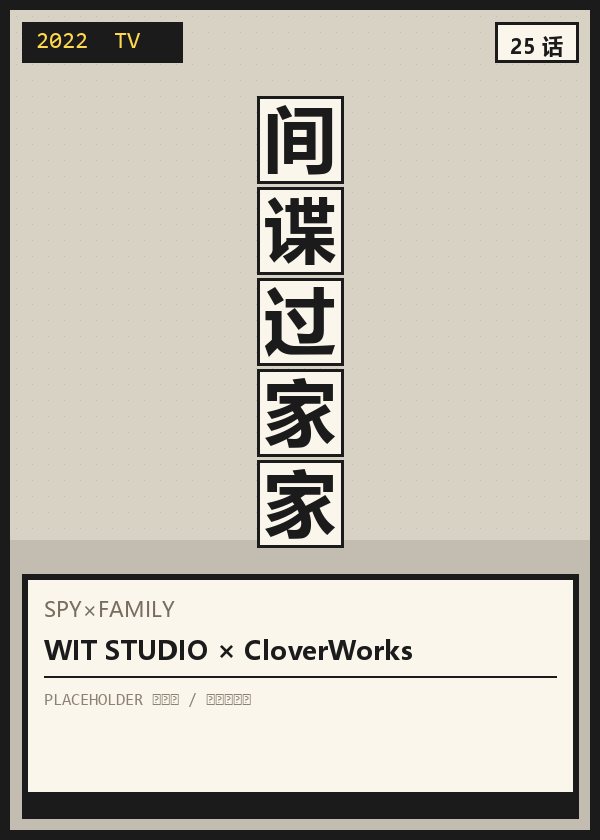 2022 TV
25 话
间谍过家家
SPY×FAMILY
WIT STUDIO × CloverWorks
PLACEHOLDER /